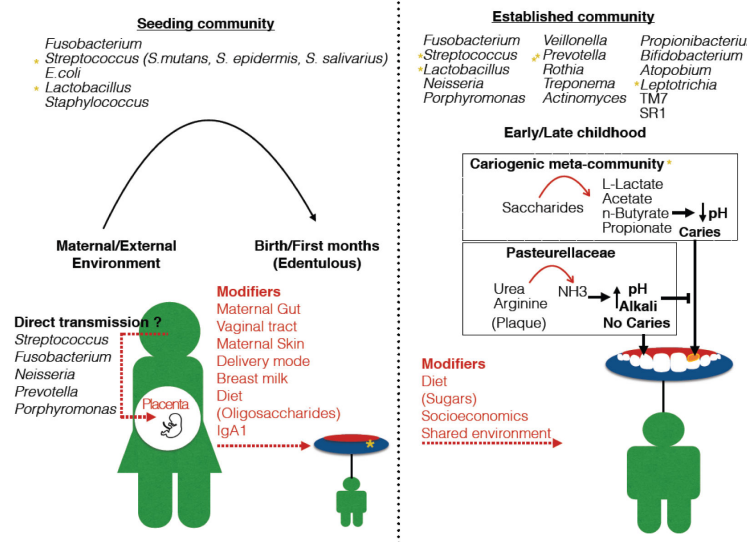 Seeding community
Fusobacterium
* Streptococcus (S.mutans, S. epidermis, S. salivarius)
E.coli
* Lactobacillus
Staphylococcus
Maternal/External
Environment
Birth/First months
(Edentulous)
Direct transmission ?
Streptococcus
Fusobacterium
Neisseria
Prevotella
Porphyromonas
Placenta
Modifiers
Maternal Gut
Vaginal tract
Maternal Skin
Delivery mode
Breast milk
Diet
(Oligosaccharides)
IgA1
*
Established community
Fusobacterium
*Streptococcus
*Lactobacillus
Neisseria
Porphyromonas
Veillonella
**Prevotella
Rothia
Treponema
Actinomyces
Propionibacteriu
Bifidobacterium
Atopobium
*Leptotrichia
TM7
SR1
Early/Late childhood
Cariogenic meta-community *
Saccharides
L-Lactate
Acetate
n-Butyrate
Propionate
pH
Caries
Pasteurellaceae
Urea
Arginine
(Plaque)
NH3
pH
Alkali
No Caries
Modifiers
Diet
(Sugars)
Socioeconomics
Shared environment